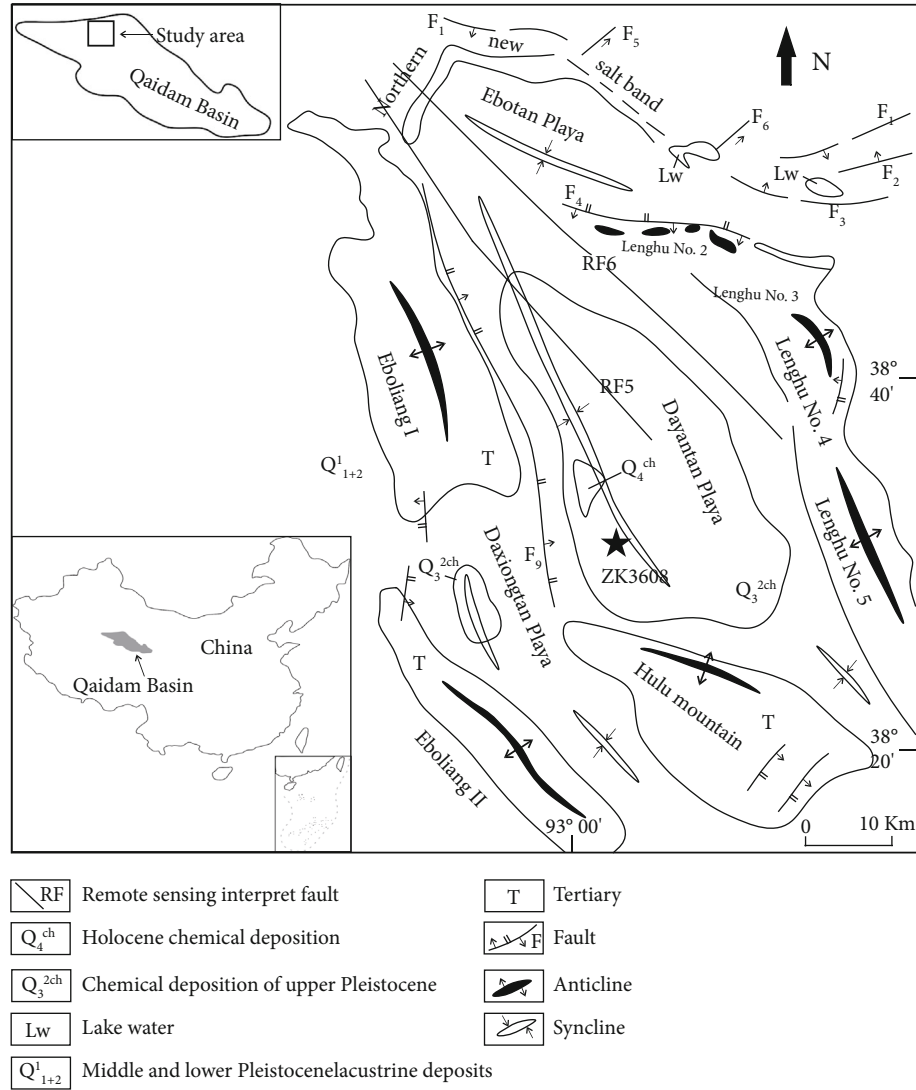 Study area
Qaidam Basin
F₁
new
F₅
N
Northern
salt band
Ebotan Playa
F₆
F₁
Lw
Lw
F₂
F₄
F₃
Lenghu No. 2
RF6
Lenghu No. 3
38°
40'
Lenghu No. 4
Eboliang I
RF5
Dayantan Playa
Q₄ᶜʰ
T
Q¹₁₊₂
Lenghu No. 5
F₉
ZK3608
Q₃²ᶜʰ
Q₃²ᶜʰ
Daxiongtan Playa
China
Qaidam Basin
T
Hulu mountain
T
38°
20'
Eboliang II
93° 00'
0 10 Km
RF Remote sensing interpret fault
Q₄ᶜʰ Holocene chemical deposition
Q₃²ᶜʰ Chemical deposition of upper Pleistocene
Lw Lake water
Q¹₁₊₂ Middle and lower Pleistocenelacustrine deposits
T Tertiary
F Fault
Anticline
Syncline